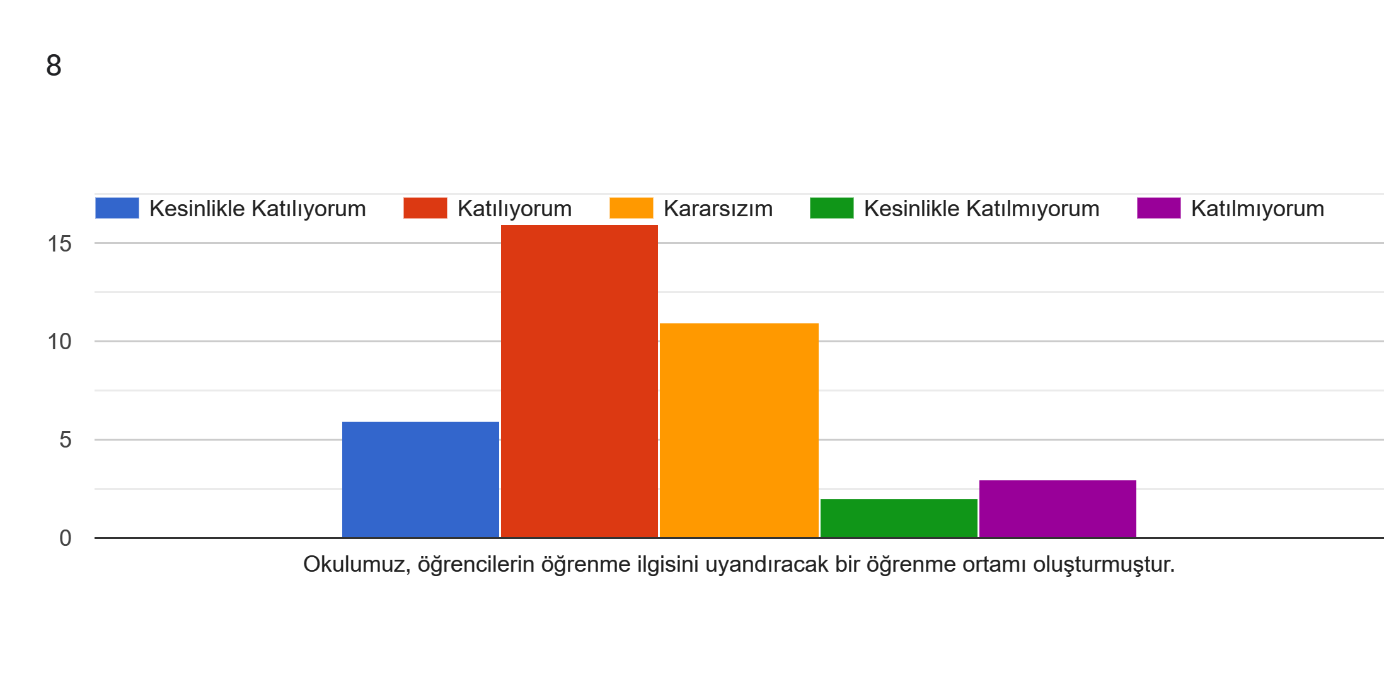 8
Kesinlikle Katılıyorum Katılıyorum Kararsızım Kesinlikle Katılmıyorum Katılmıyorum
15
10
5
0
Okulumuz, öğrencilerin öğrenme ilgisini uyandıracak bir öğrenme ortamı oluşturmuştur.